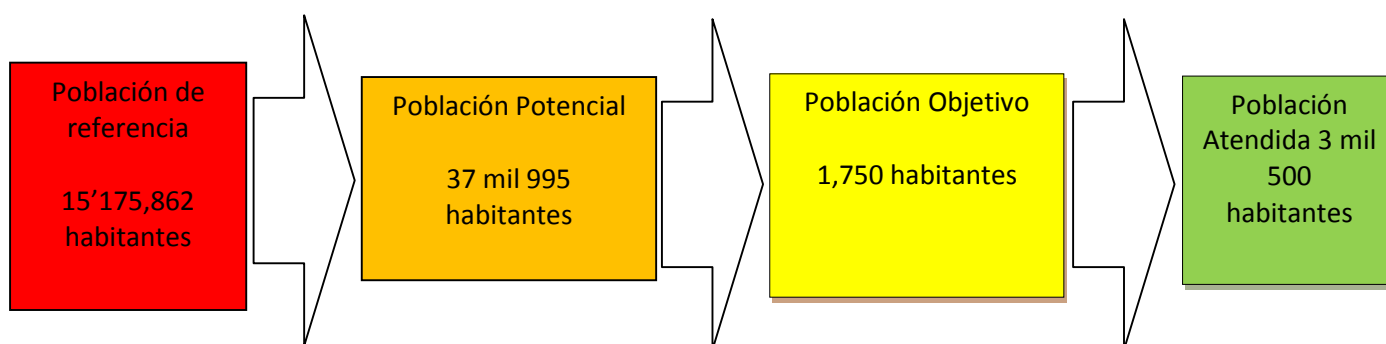 Población de
referencia
15’175,862
habitantes
Población Potencial
37 mil 995
habitantes
Población Objetivo
1,750 habitantes
Población
Atendida 3 mil
500
habitantes